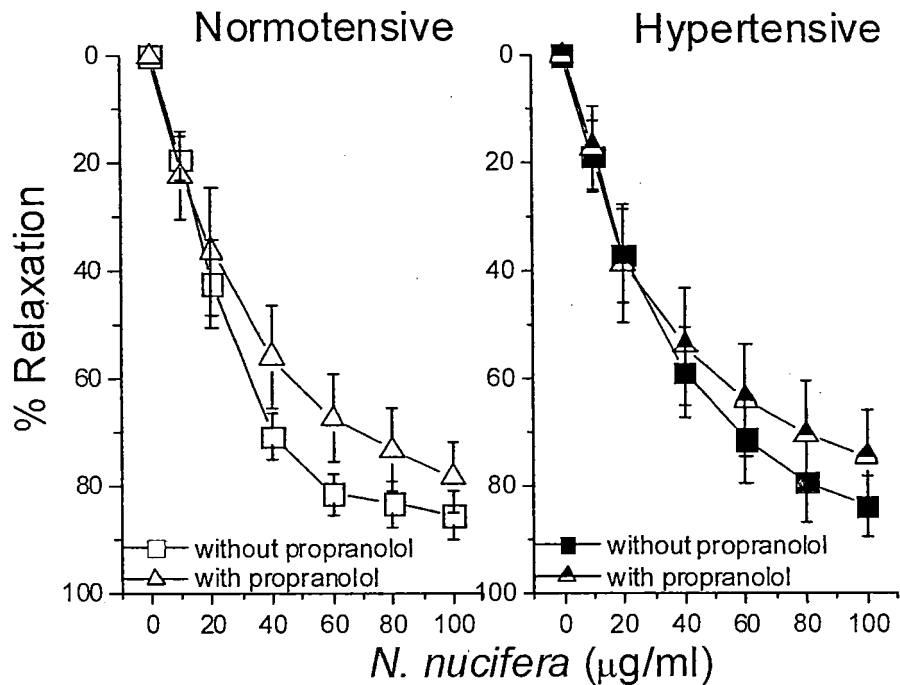 Normotensive
Hypertensive
% Relaxation
0
20
40
60
80
100
without propranolol
with propranolol
0 20 40 60 80 100
0
20
40
60
80
100
without propranolol
with propranolol
0 20 40 60 80 100
N. nucifera (μg/ml)